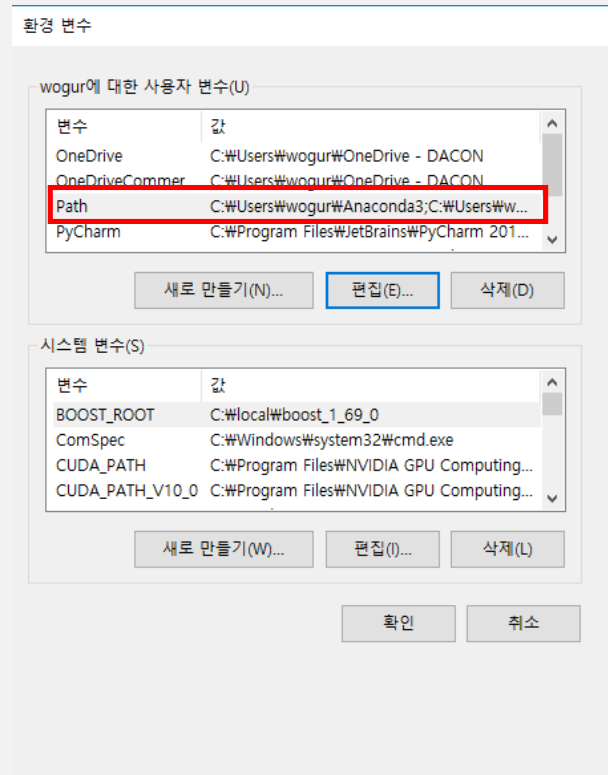 환경 변수
wogur에 대한 사용자 변수(U)
변수 값
OneDrive C:₩Users₩wogur₩OneDrive - DACON
OneDriveCommer C:₩Users₩wogur₩OneDrive - DACON
Path C:₩Users₩wogur₩Anaconda3;C:₩Users₩w...
PyCharm C:₩Program Files₩JetBrains₩PyCharm 201...
새로 만들기(N)... 편집(E)... 삭제(D)
시스템 변수(S)
변수 값
BOOST_ROOT C:₩local₩boost_1_69_0
ComSpec C:₩Windows₩system32₩cmd.exe
CUDA_PATH C:₩Program Files₩NVIDIA GPU Computing...
CUDA_PATH_V10_0 C:₩Program Files₩NVIDIA GPU Computing...
새로 만들기(W)... 편집(I)... 삭제(L)
확인 취소